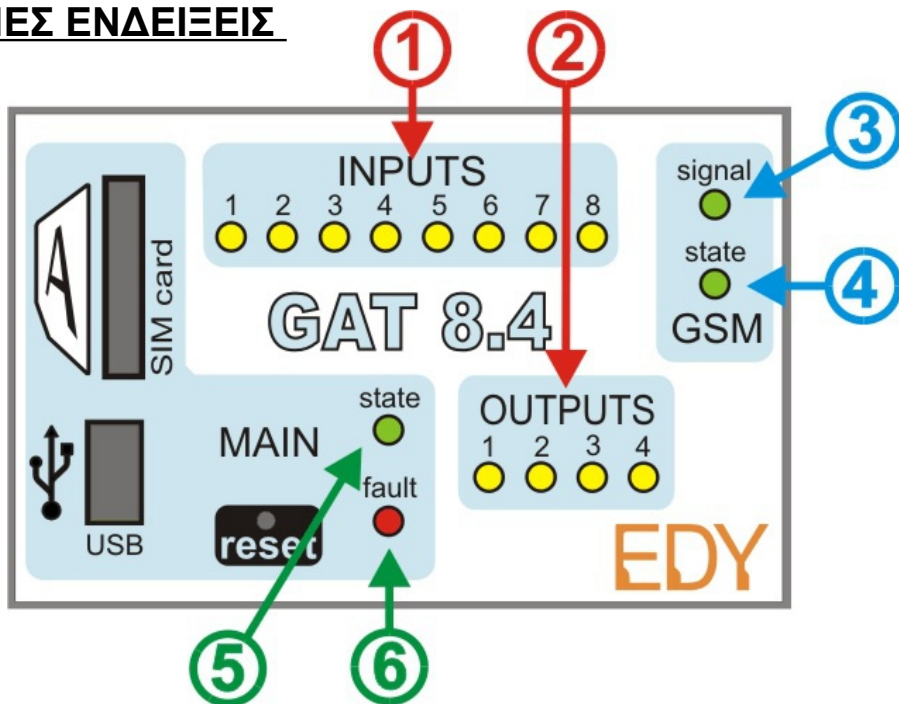 ΕΣ ΕΝΔΕΙΞΕΙΣ
1 2
3
INPUTS
1 2 3 4 5 6 7 8
signal
state
4
GSM
SIM card
GAT 8.4
state
MAIN
fault
OUTPUTS
1 2 3 4
USB
reset
EDY
5 6